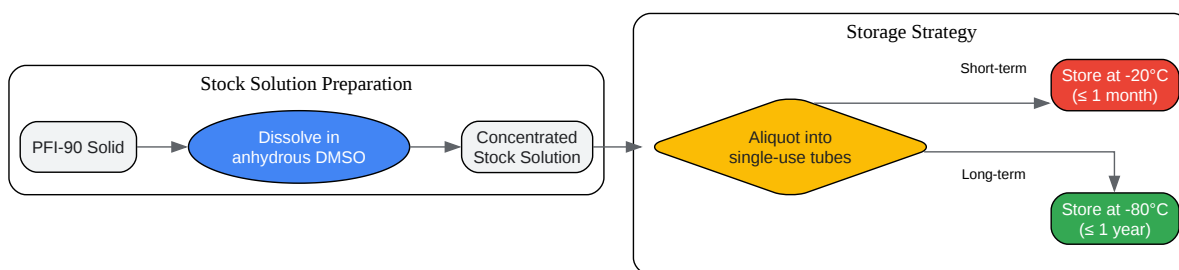 Stock Solution Preparation
PFI-90 Solid
Dissolve in
anhydrous DMSO
Concentrated
Stock Solution
Storage Strategy
Aliquot into
single-use tubes
Short-term
Store at -20°C
(≤ 1 month)
Long-term
Store at -80°C
(≤ 1 year)